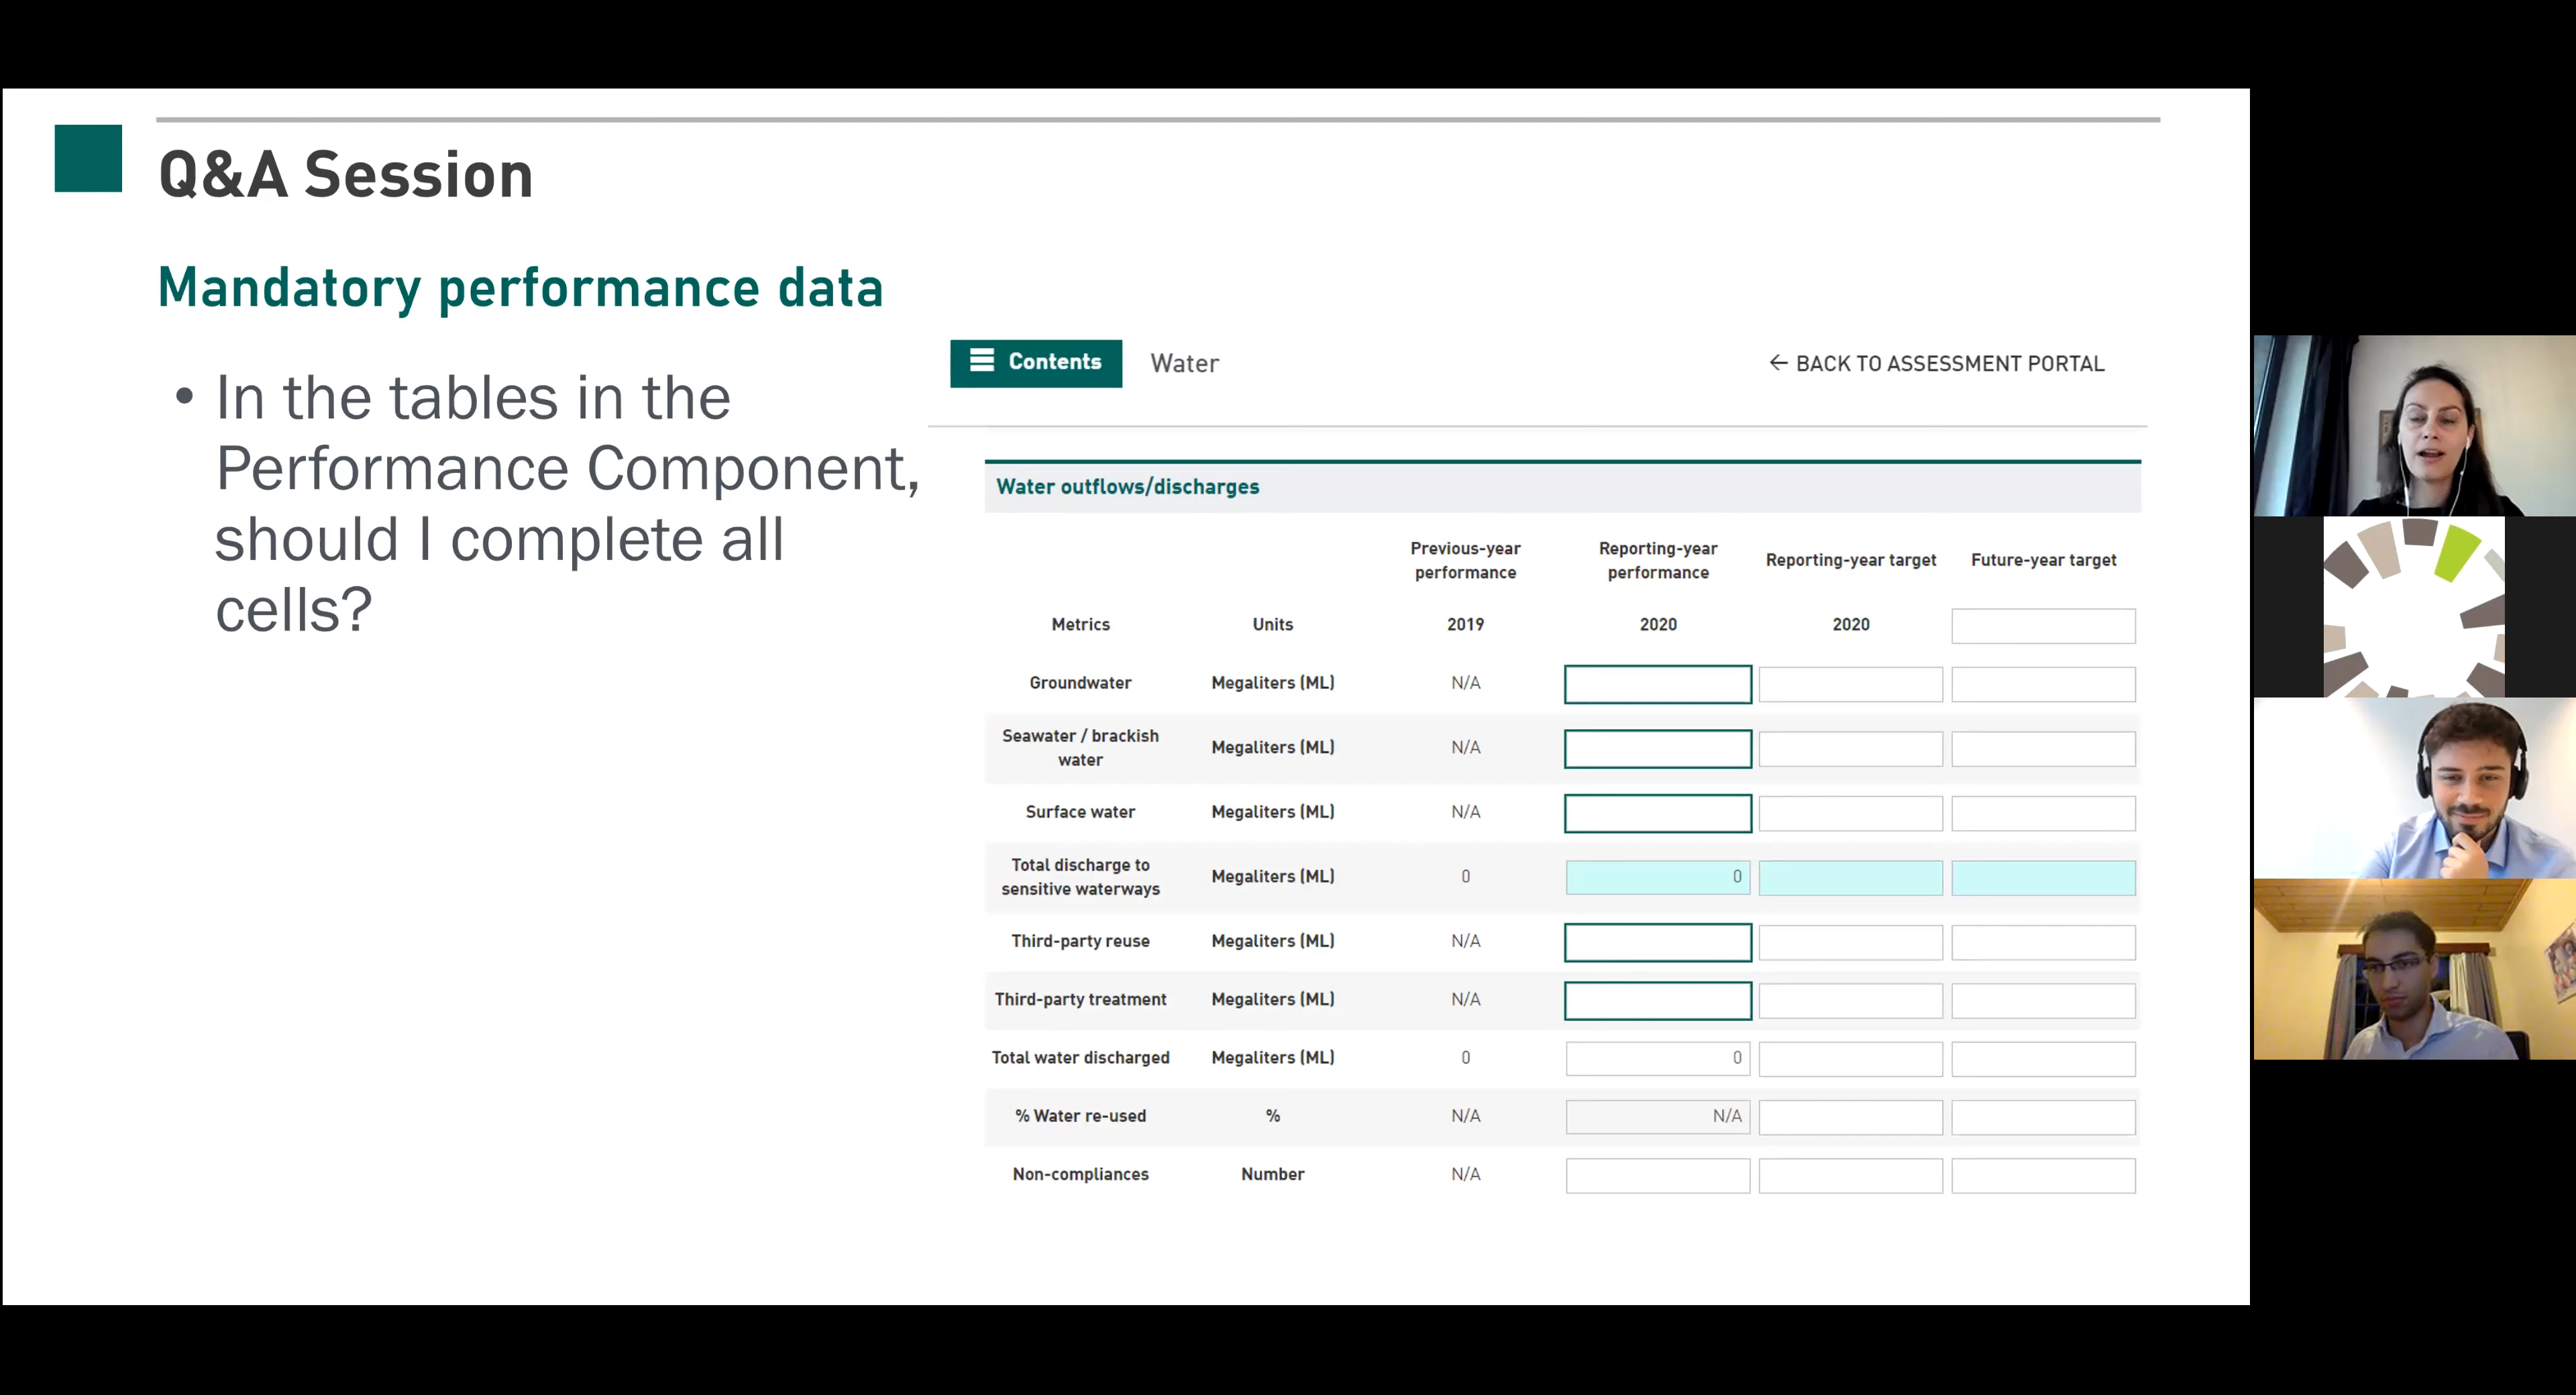 Q&A Session
Mandatory performance data
• In the tables in the
Performance Component,
should I complete all
cells?
Contents
Water
← BACK TO ASSESSMENT PORTAL
Water outflows/discharges
Previous-year performance
Reporting-year performance
Reporting-year target
Future-year target
Metrics Units 2019 2020 2020
Groundwater Megaliters (ML) N/A
Seawater / brackish water Megaliters (ML) N/A
Surface water Megaliters (ML) N/A
Total discharge to sensitive waterways Megaliters (ML) 0 0
Third-party reuse Megaliters (ML) N/A
Third-party treatment Megaliters (ML) N/A
Total water discharged Megaliters (ML) 0 0
% Water re-used % N/A N/A
Non-compliances Number N/A